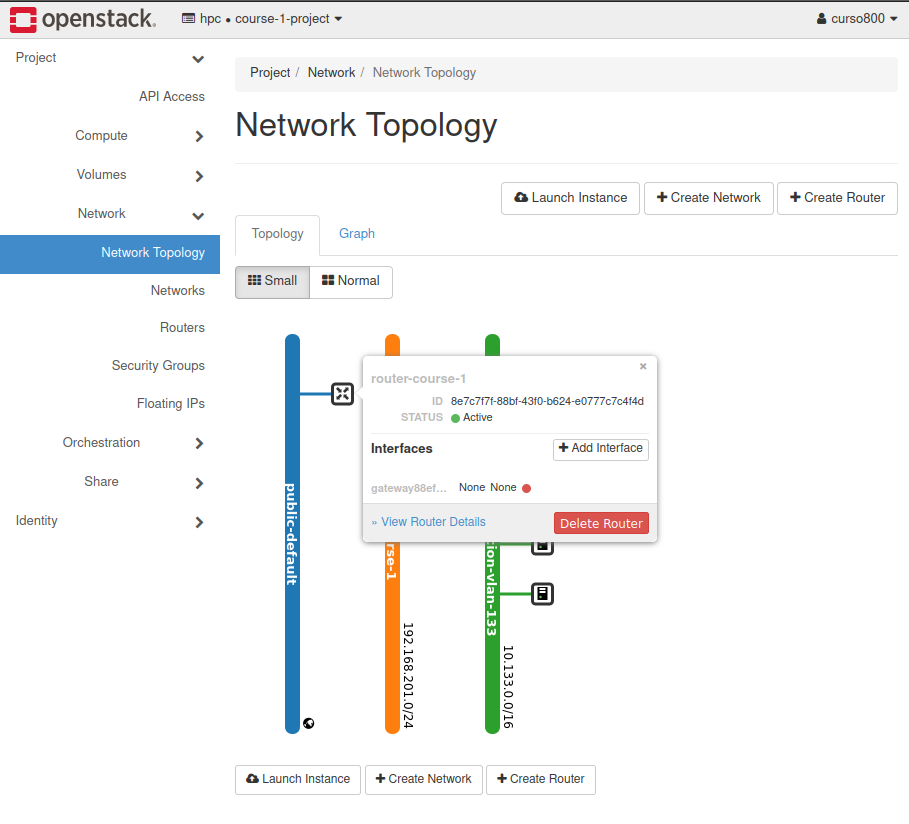 openstack.
hpc • course-1-project
curso800
Project
API Access
Compute
Volumes
Network
Network Topology
Networks
Routers
Security Groups
Floating IPs
Orchestration
Share
Identity
Project / Network / Network Topology
Network Topology
Launch Instance
+ Create Network
+ Create Router
Topology
Graph
Small
Normal
public-default
rse-1
192.168.201.0/24
ion-vlan-133
10.133.0.0/16
router-course-1
×
ID 8e7c7f7f-88bf-43f0-b624-e0777c7c4f4d
STATUS Active
Interfaces
+ Add Interface
gateway88ef... None None
» View Router Details
Delete Router
Launch Instance
+ Create Network
+ Create Router